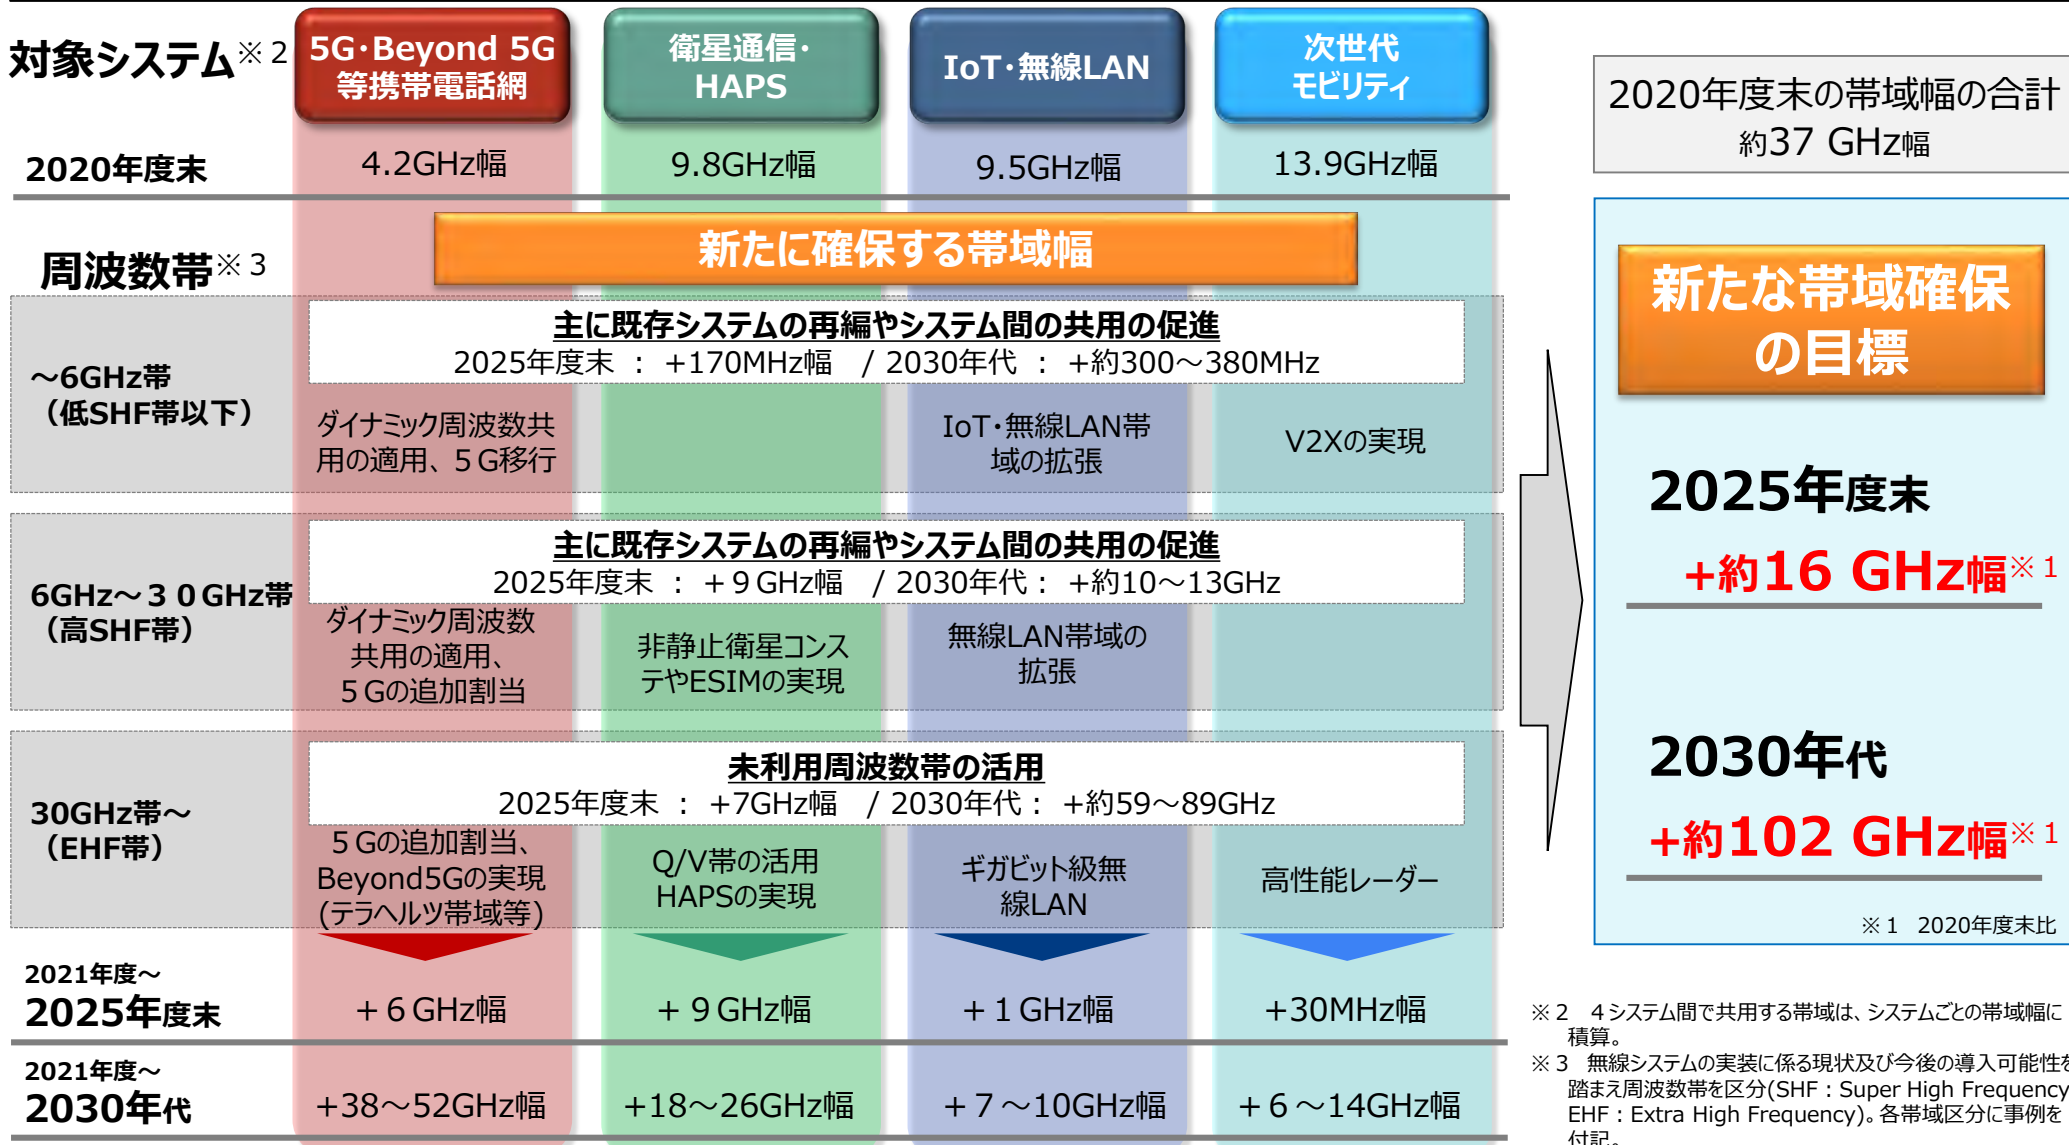 対象システム※２
5G・Beyond 5G
等携帯電話網
衛星通信・
HAPS
IoT・無線LAN
次世代
モビリティ
2020年度末
4.2GHz幅
9.8GHz幅
9.5GHz幅
13.9GHz幅
周波数帯※３
新たに確保する帯域幅
～6GHz帯
（低SHF帯以下）
主に既存システムの再編やシステム間の共用の促進
2025年度末 ： +170MHz幅 / 2030年代 ： +約300～380MHz
ダイナミック周波数共
用の適用、５G移行
IoT・無線LAN帯
域の拡張
V2Xの実現
6GHz～３０GHz帯
（高SHF帯）
主に既存システムの再編やシステム間の共用の促進
2025年度末 ： +９GHz幅 / 2030年代： +約10～13GHz
ダイナミック周波数
共用の適用、
５Gの追加割当
非静止衛星コンス
テやESIMの実現
無線LAN帯域の
拡張
30GHz帯～
（EHF帯）
未利用周波数帯の活用
2025年度末 ： +7GHz幅 / 2030年代： +約59～89GHz
５Gの追加割当、
Beyond5Gの実現
(テラヘルツ帯域等)
Q/V帯の活用
HAPSの実現
ギガビット級無
線LAN
高性能レーダー
2021年度～
2025年度末
+６GHz幅
+９GHz幅
+１GHz幅
+30MHz幅
2021年度～
2030年代
+38～52GHz幅
+18～26GHz幅
+７～10GHz幅
+６～14GHz幅
2020年度末の帯域幅の合計
約37 GHz幅
新たな帯域確保
の目標
2025年度末
+約16 GHz幅※１
2030年代
+約102 GHz幅※１
※１ 2020年度末比
※２ ４システム間で共用する帯域は、システムごとの帯域幅に
積算。
※３ 無線システムの実装に係る現状及び今後の導入可能性を
踏まえ周波数帯を区分(SHF：Super High Frequency
EHF：Extra High Frequency)。各帯域区分に事例を
付記。